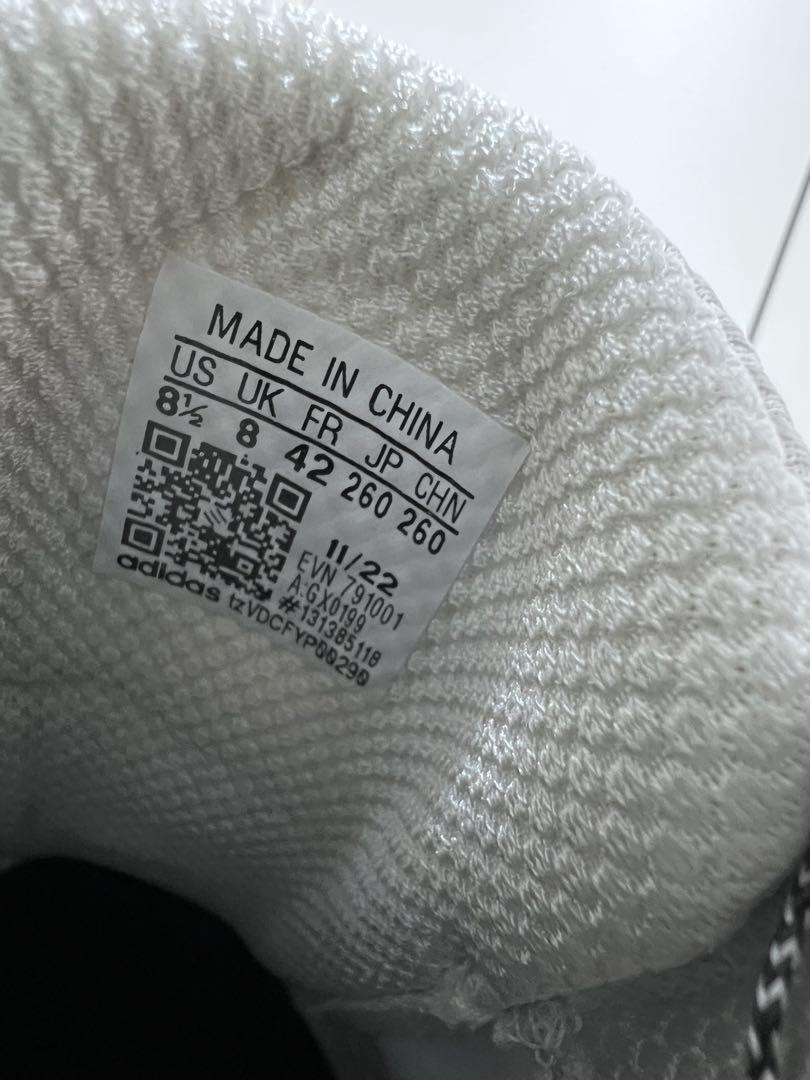 MADE IN CHINA
US UK FR JP CHN
8½ 8 42 260 260
11/22
EVN 791001
A:GX0199
#131385118
adidas tzVDCFYPQQ29Q